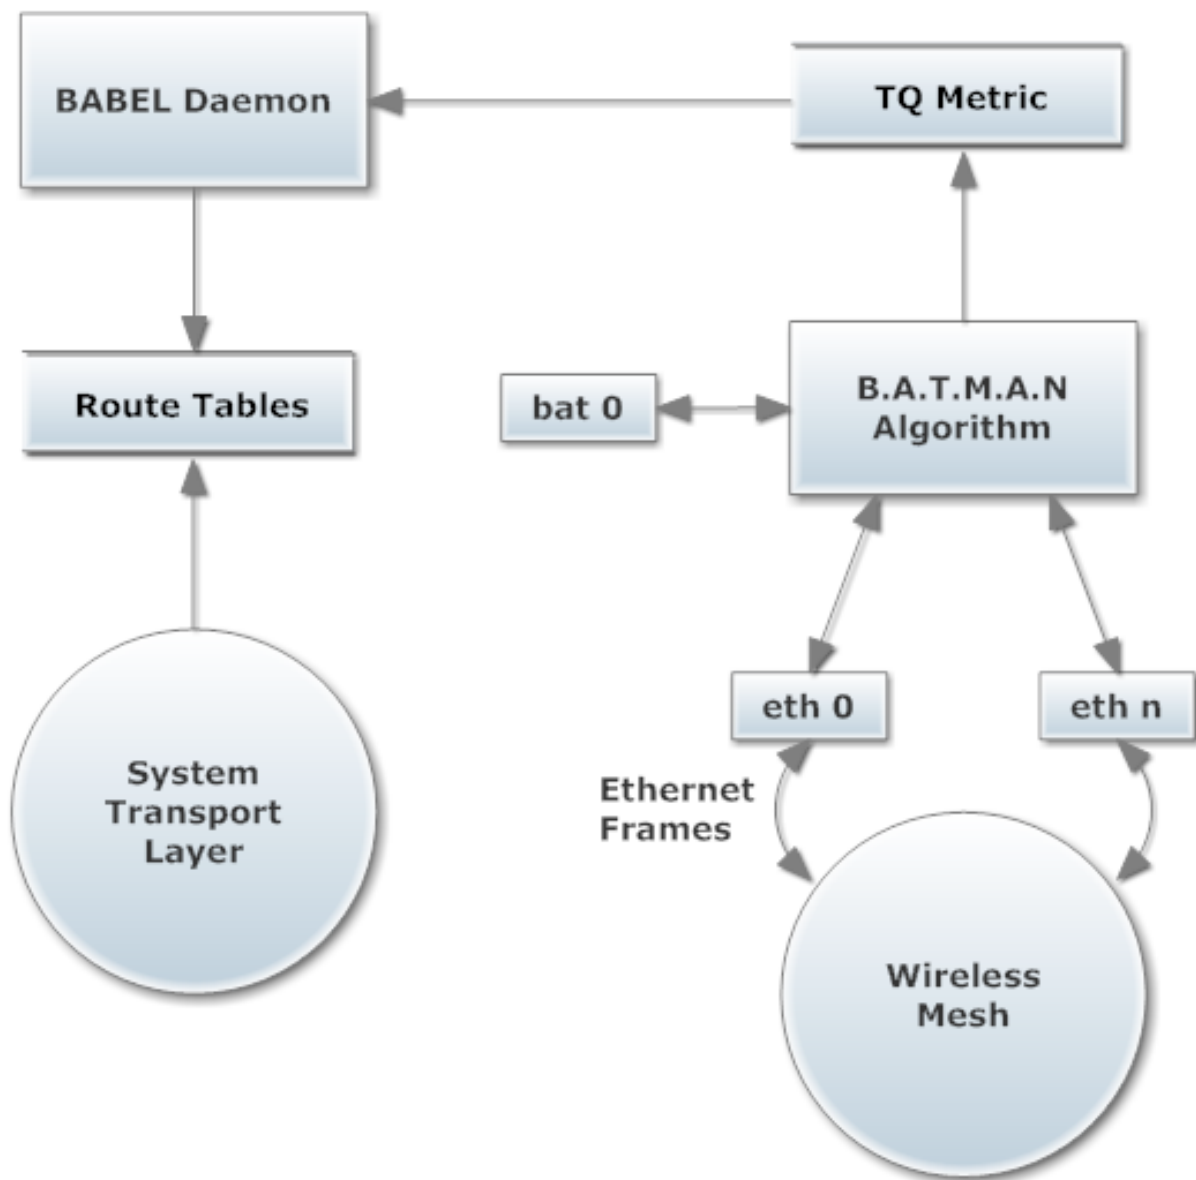 BABEL Daemon
TQ Metric
Route Tables
bat 0
B.A.T.M.A.N
Algorithm
eth 0
eth n
Ethernet
Frames
System
Transport
Layer
Wireless
Mesh